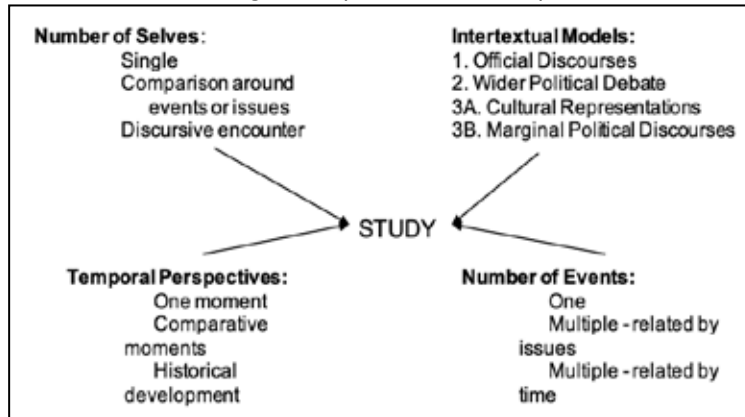 Number of Selves:
Single
Comparison around
events or issues
Discursive encounter
Intertextual Models:
1. Official Discourses
2. Wider Political Debate
3A. Cultural Representations
3B. Marginal Political Discourses
STUDY
Temporal Perspectives:
One moment
Comparative
moments
Historical
development
Number of Events:
One
Multiple - related by
issues
Multiple - related by
time